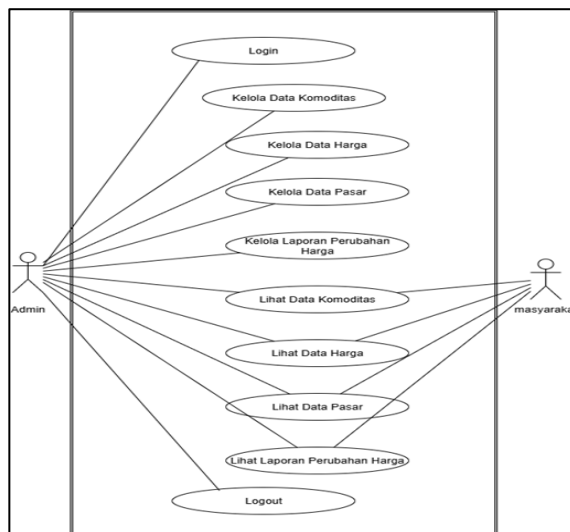 Login
Kelola Data Komoditas
Kelola Data Harga
Kelola Data Pasar
Kelola Laporan Perubahan
Harga
Lihat Data Komoditas
Admin
masyaraka
Lihat Data Harga
Lihat Data Pasar
Lihat Laporan Perubahan Harga
Logout